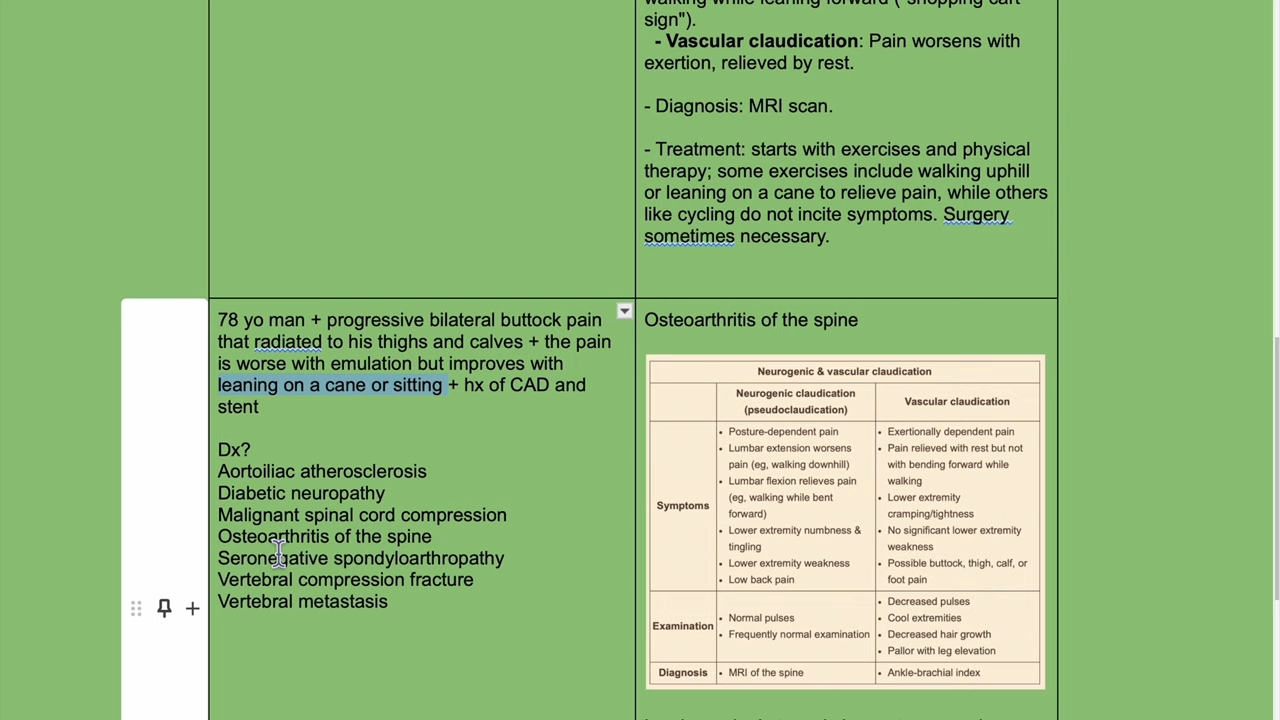 walking while leaning forward ("shopping cart
sign").
- Vascular claudication: Pain worsens with
exertion, relieved by rest.
- Diagnosis: MRI scan.
- Treatment: starts with exercises and physical
therapy; some exercises include walking uphill
or leaning on a cane to relieve pain, while others
like cycling do not incite symptoms. Surgery
sometimes necessary.
78 yo man + progressive bilateral buttock pain
that radiated to his thighs and calves + the pain
is worse with emulation but improves with
leaning on a cane or sitting + hx of CAD and
stent
Dx?
Aortoiliac atherosclerosis
Diabetic neuropathy
Malignant spinal cord compression
Osteoarthritis of the spine
Seronegative spondyloarthropathy
Vertebral compression fracture
Vertebral metastasis
Osteoarthritis of the spine
Neurogenic & vascular claudication
Neurogenic claudication
(pseudoclaudication)
Vascular claudication
Symptoms
• Posture-dependent pain
• Lumbar extension worsens
pain (eg, walking downhill)
• Lumbar flexion relieves pain
(eg, walking while bent
forward)
• Lower extremity numbness &
tingling
• Lower extremity weakness
• Low back pain
• Exertionally dependent pain
• Pain relieved with rest but not
with bending forward while
walking
• Lower extremity
cramping/tightness
• No significant lower extremity
weakness
• Possible buttock, thigh, calf, or
foot pain
Examination
• Normal pulses
• Frequently normal examination
• Decreased pulses
• Cool extremities
• Decreased hair growth
• Pallor with leg elevation
Diagnosis
• MRI of the spine
• Ankle-brachial index